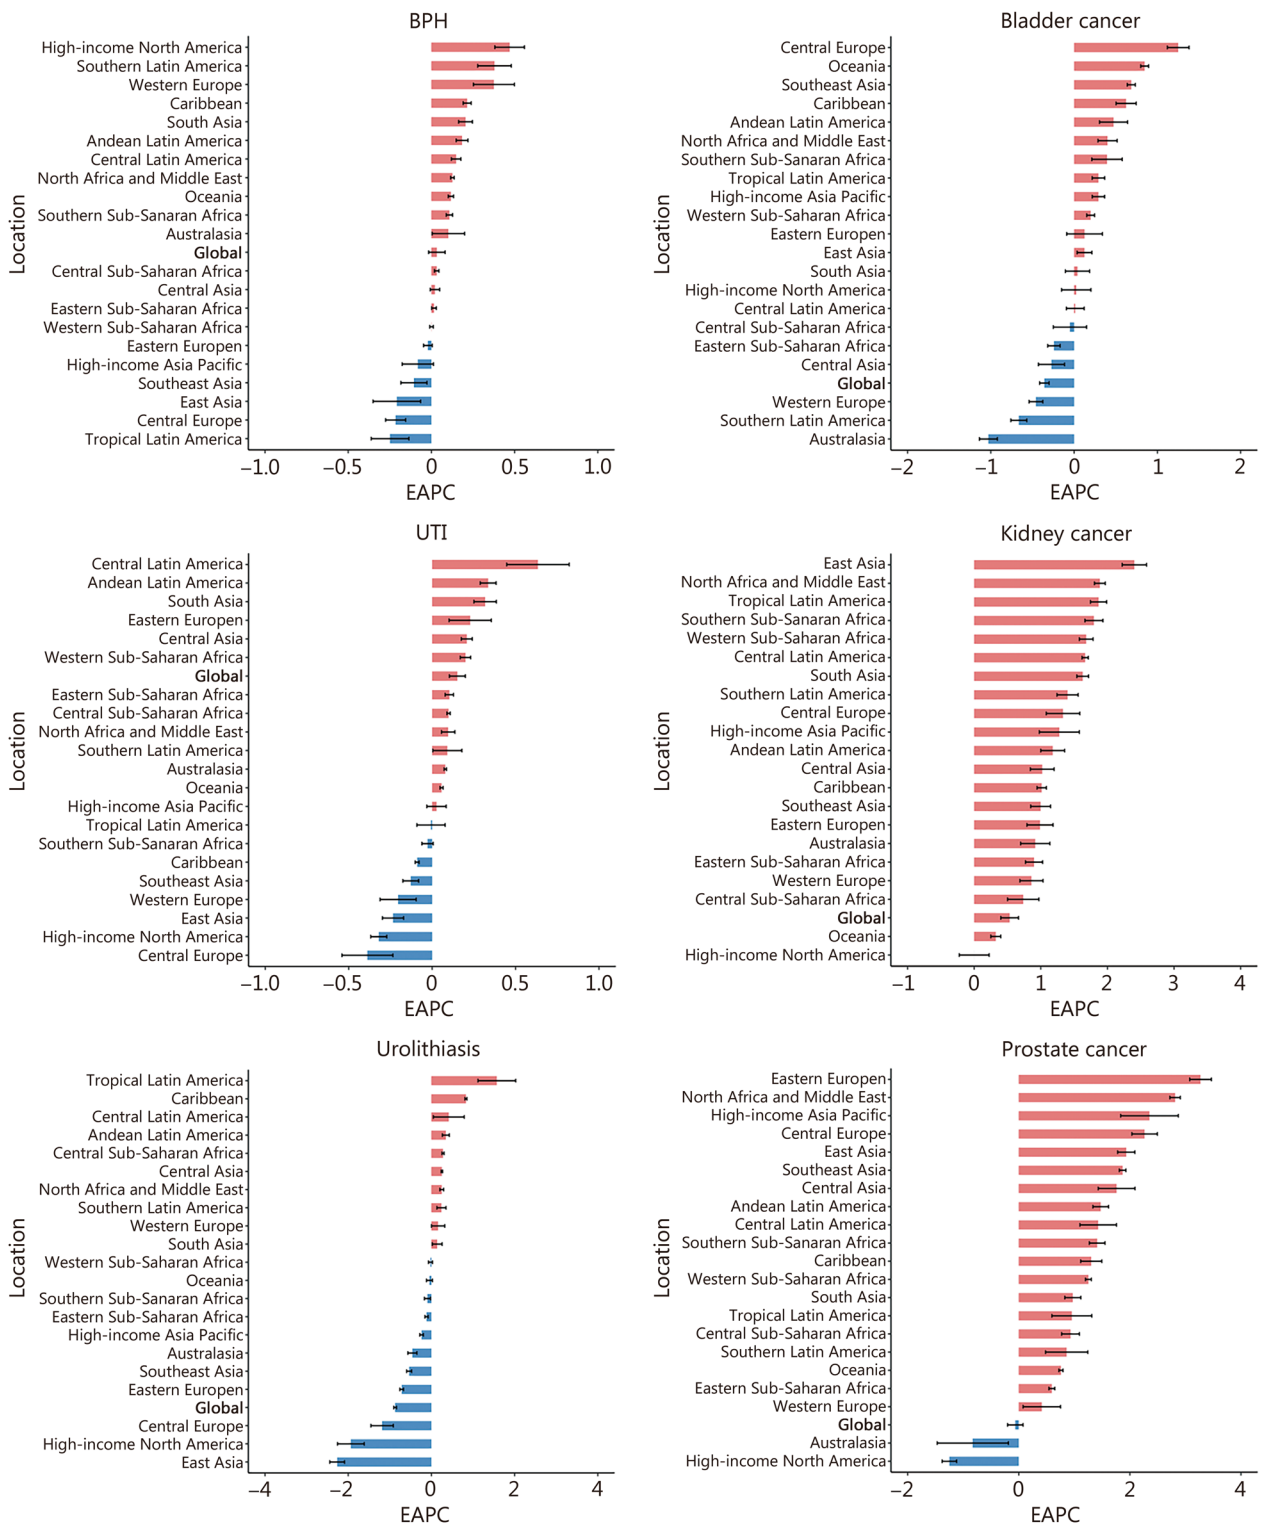 BPH
Location
High-income North America
Southern Latin America
Western Europe
Caribbean
South Asia
Andean Latin America
Central Latin America
North Africa and Middle East
Oceania
Southern Sub-Sanaran Africa
Australasia
Global
Central Sub-Saharan Africa
Central Asia
Eastern Sub-Saharan Africa
Western Sub-Saharan Africa
Eastern Europen
High-income Asia Pacific
Southeast Asia
East Asia
Central Europe
Tropical Latin America
−1.0 −0.5 0 0.5 1.0
EAPC
Bladder cancer
Location
Central Europe
Oceania
Southeast Asia
Caribbean
Andean Latin America
North Africa and Middle East
Southern Sub-Sanaran Africa
Tropical Latin America
High-income Asia Pacific
Western Sub-Saharan Africa
Eastern Europen
East Asia
South Asia
High-income North America
Central Latin America
Central Sub-Saharan Africa
Eastern Sub-Saharan Africa
Central Asia
Global
Western Europe
Southern Latin America
Australasia
−2 −1 0 1 2
EAPC
UTI
Location
Central Latin America
Andean Latin America
South Asia
Eastern Europen
Central Asia
Western Sub-Saharan Africa
Global
Eastern Sub-Saharan Africa
Central Sub-Saharan Africa
North Africa and Middle East
Southern Latin America
Australasia
Oceania
High-income Asia Pacific
Tropical Latin America
Southern Sub-Sanaran Africa
Caribbean
Southeast Asia
Western Europe
East Asia
High-income North America
Central Europe
−1.0 −0.5 0 0.5 1.0
EAPC
Kidney cancer
Location
East Asia
North Africa and Middle East
Tropical Latin America
Southern Sub-Sanaran Africa
Western Sub-Saharan Africa
Central Latin America
South Asia
Southern Latin America
Central Europe
High-income Asia Pacific
Andean Latin America
Central Asia
Caribbean
Southeast Asia
Eastern Europen
Australasia
Eastern Sub-Saharan Africa
Western Europe
Central Sub-Saharan Africa
Global
Oceania
High-income North America
−1 0 1 2 3 4
EAPC
Urolithiasis
Location
Tropical Latin America
Caribbean
Central Latin America
Andean Latin America
Central Sub-Saharan Africa
Central Asia
North Africa and Middle East
Southern Latin America
Western Europe
South Asia
Western Sub-Saharan Africa
Oceania
Southern Sub-Sanaran Africa
Eastern Sub-Saharan Africa
High-income Asia Pacific
Australasia
Southeast Asia
Eastern Europen
Global
Central Europe
High-income North America
East Asia
−4 −2 0 2 4
EAPC
Prostate cancer
Location
Eastern Europen
North Africa and Middle East
High-income Asia Pacific
Central Europe
East Asia
Southeast Asia
Central Asia
Andean Latin America
Central Latin America
Southern Sub-Sanaran Africa
Caribbean
Western Sub-Saharan Africa
South Asia
Tropical Latin America
Central Sub-Saharan Africa
Southern Latin America
Oceania
Eastern Sub-Saharan Africa
Western Europe
Global
Australasia
High-income North America
−2 0 2 4
EAPC